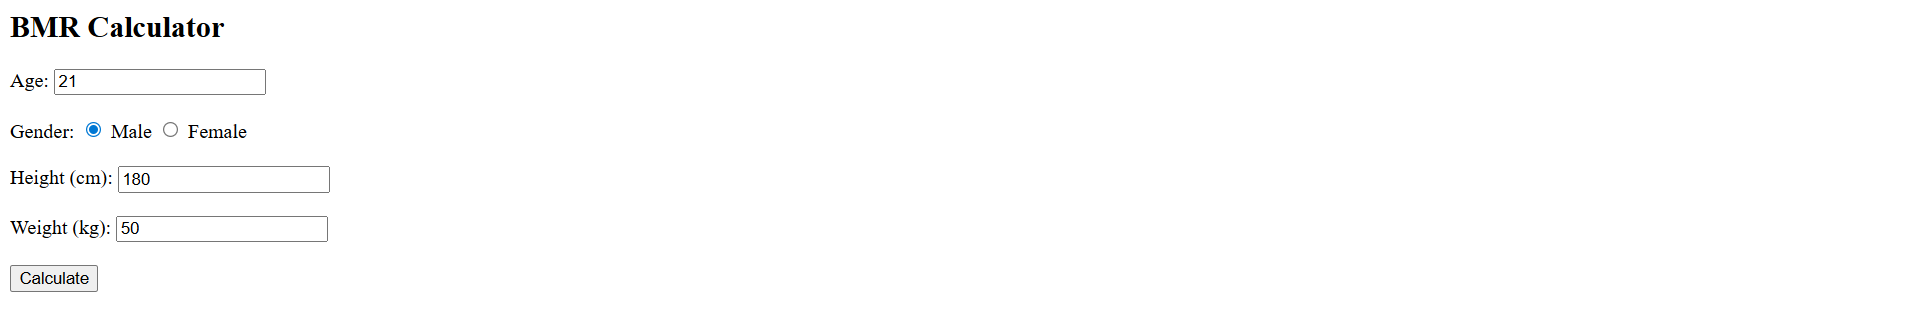 BMR Calculator
Age: 21
Gender: Male Female
Height (cm): 180
Weight (kg): 50
Calculate